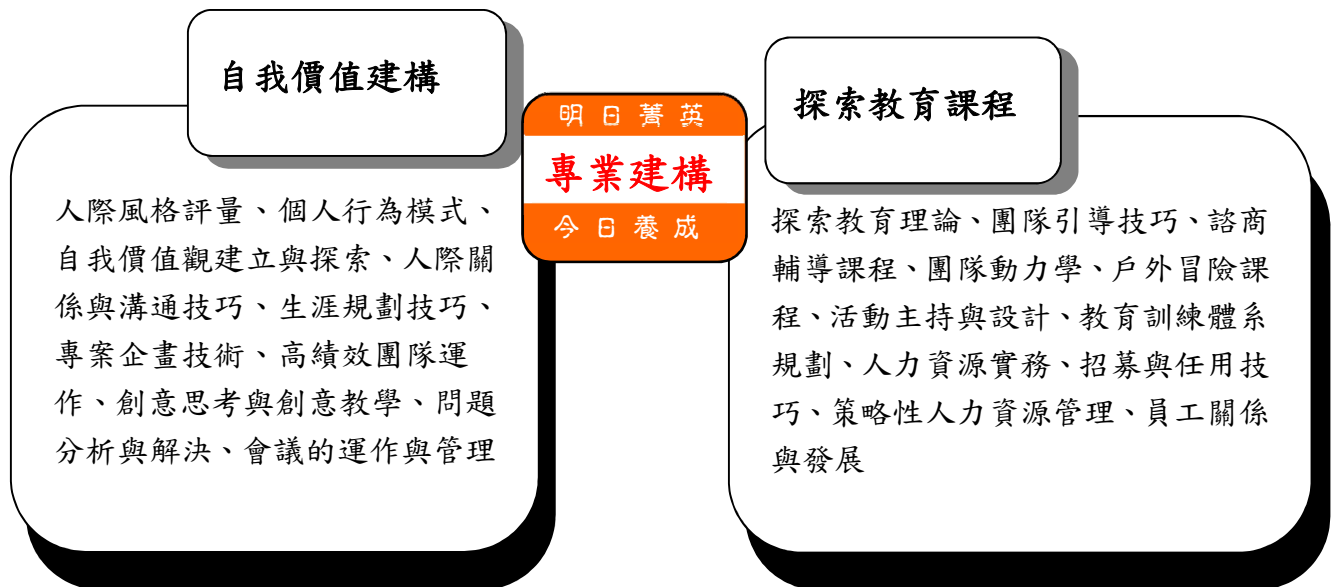 自我價值建構
人際風格評量、個人行為模式、
自我價值觀建立與探索、人際關
係與溝通技巧、生涯規劃技巧、
專案企畫技術、高績效團隊運
作、創意思考與創意教學、問題
分析與解決、會議的運作與管理
明日菁英
專業建構
今日養成
探索教育課程
探索教育理論、團隊引導技巧、諮商
輔導課程、團隊動力學、戶外冒險課
程、活動主持與設計、教育訓練體系
規劃、人力資源實務、招募與任用技
巧、策略性人力資源管理、員工關係
與發展